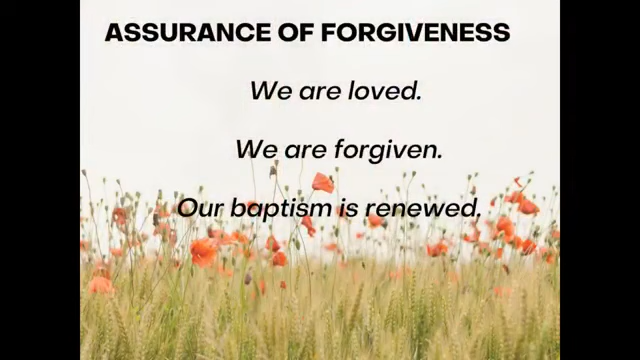 ASSURANCE OF FORGIVENESS
We are loved.
We are forgiven.
Our baptism is renewed.